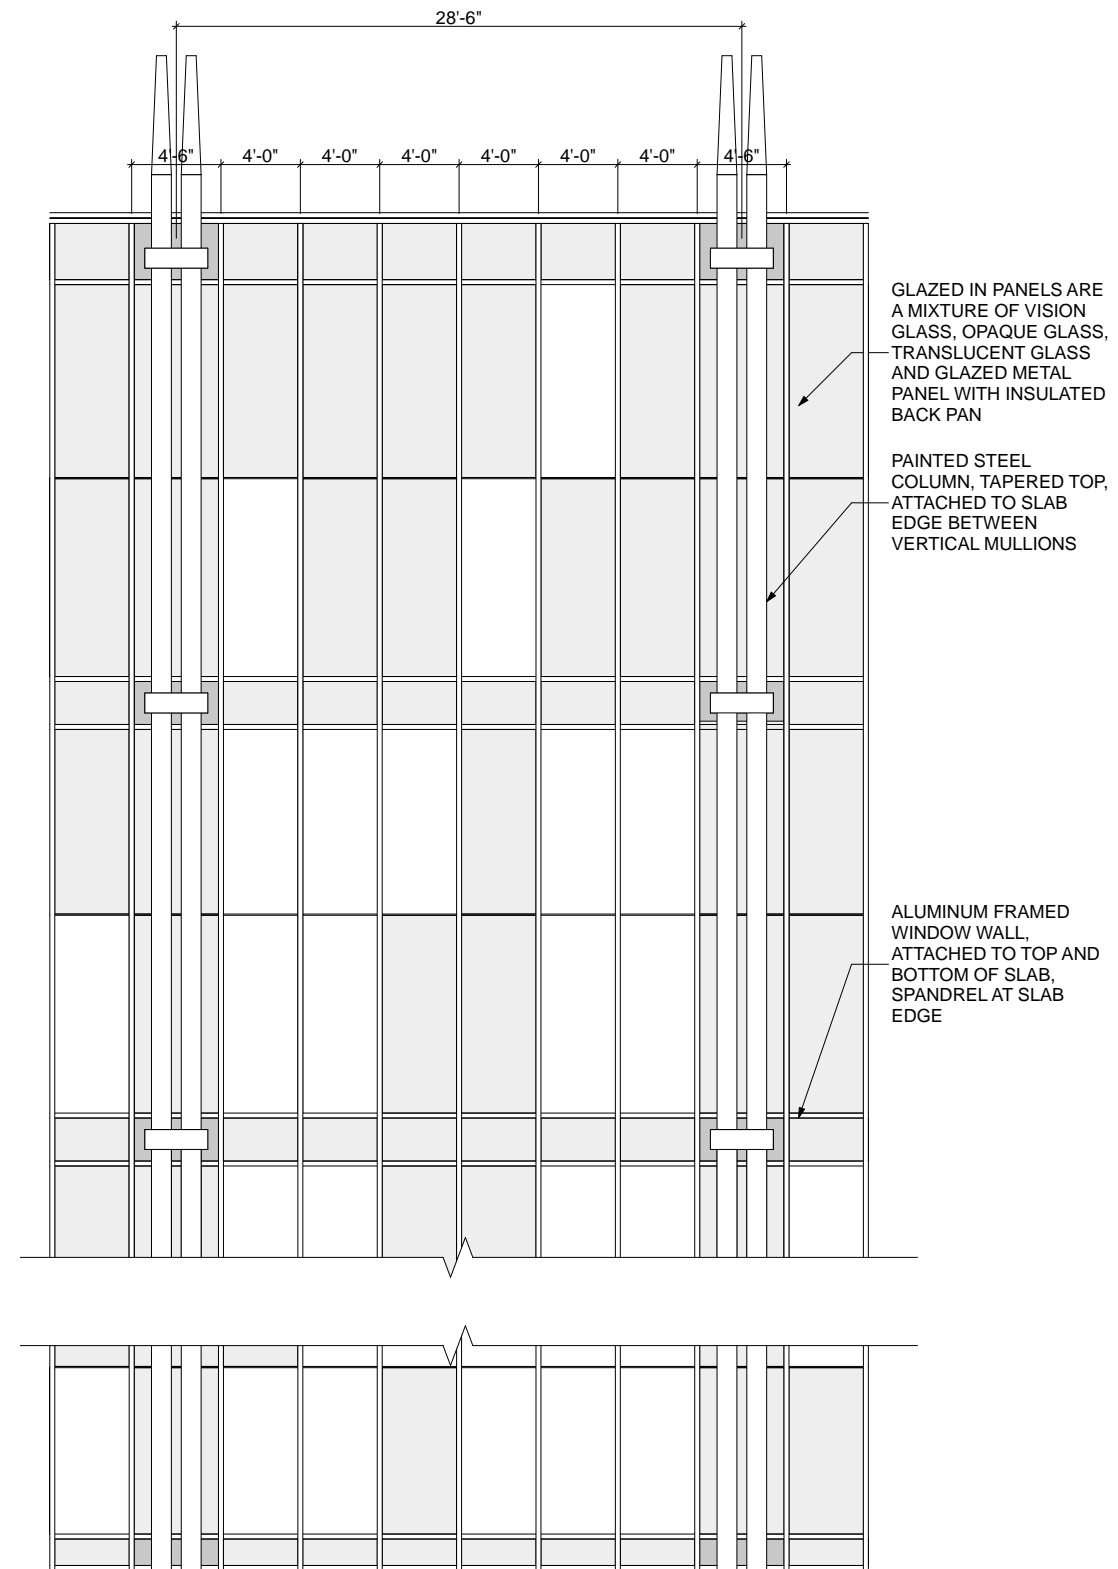 28'-6"
4'-6"
4'-0"
4'-0"
4'-0"
4'-0"
4'-0"
4'-0"
4'-6"
GLAZED IN PANELS ARE
A MIXTURE OF VISION
GLASS, OPAQUE GLASS,
TRANSLUCENT GLASS
AND GLAZED METAL
PANEL WITH INSULATED
BACK PAN
PAINTED STEEL
COLUMN, TAPERED TOP,
ATTACHED TO SLAB
EDGE BETWEEN
VERTICAL MULLIONS
ALUMINUM FRAMED
WINDOW WALL,
ATTACHED TO TOP AND
BOTTOM OF SLAB,
SPANDREL AT SLAB
EDGE